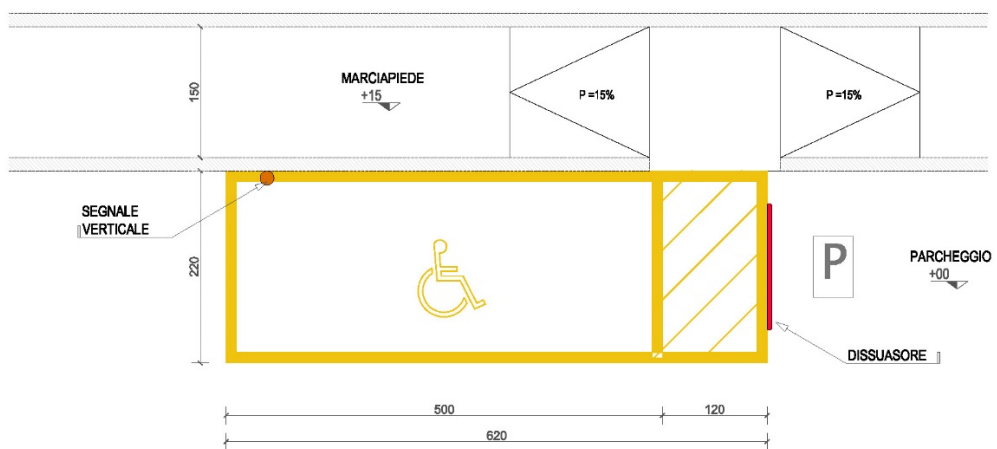 MARCIAPIEDE
+15
P =15%
P =15%
150
SEGNALE
VERTICALE
220
P
PARCHEGGIO
+00
DISSUASORE
500
120
620